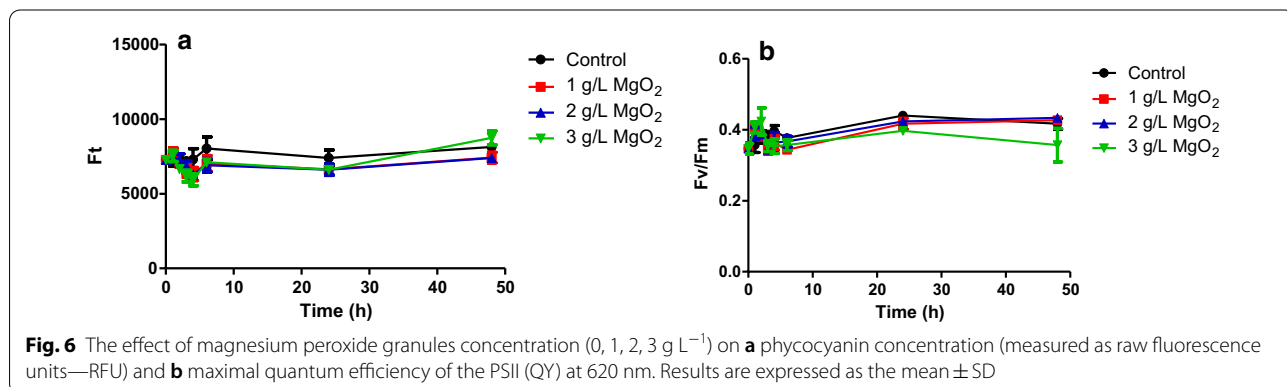 a
15000
10000
5000
0
Ft
0 10 20 30 40 50
Time (h)
Control
1 g/L MgO₂
2 g/L MgO₂
3 g/L MgO₂
b
0.6
0.4
0.2
0.0
Fv/Fm
0 10 20 30 40 50
Time (h)
Control
1 g/L MgO₂
2 g/L MgO₂
3 g/L MgO₂
Fig. 6 The effect of magnesium peroxide granules concentration (0, 1, 2, 3 g L⁻¹) on a phycocyanin concentration (measured as raw fluorescence
units—RFU) and b maximal quantum efficiency of the PSII (QY) at 620 nm. Results are expressed as the mean ± SD